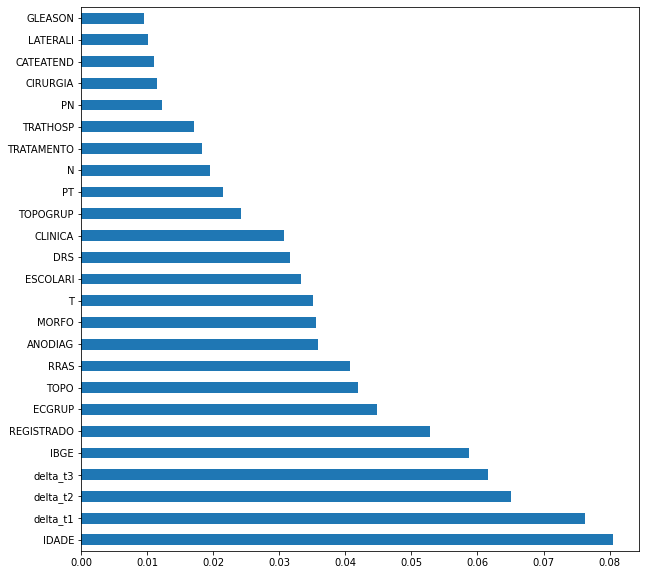 GLEASON
LATERALI
CATEATEND
CIRURGIA
PN
TRATHOSP
TRATAMENTO
N
PT
TOPOGRUP
CLINICA
DRS
ESCOLARI
T
MORFO
ANODIAG
RRAS
TOPO
ECGRUP
REGISTRADO
IBGE
delta_t3
delta_t2
delta_t1
IDADE
0.00 0.01 0.02 0.03 0.04 0.05 0.06 0.07 0.08